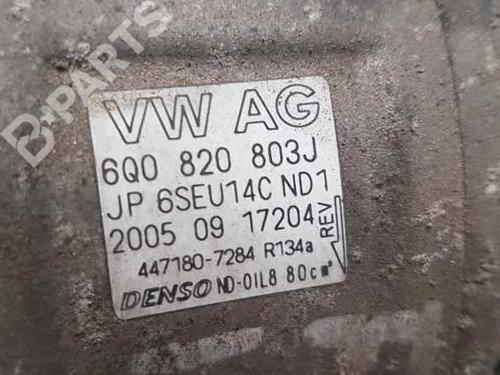 B-PARTS
VW AG
6Q0 820 803J
JP 6SEU14C ND1
2005 09 17204
REV
447180-7284 R134a
DENSO ND-OIL8 80cm³